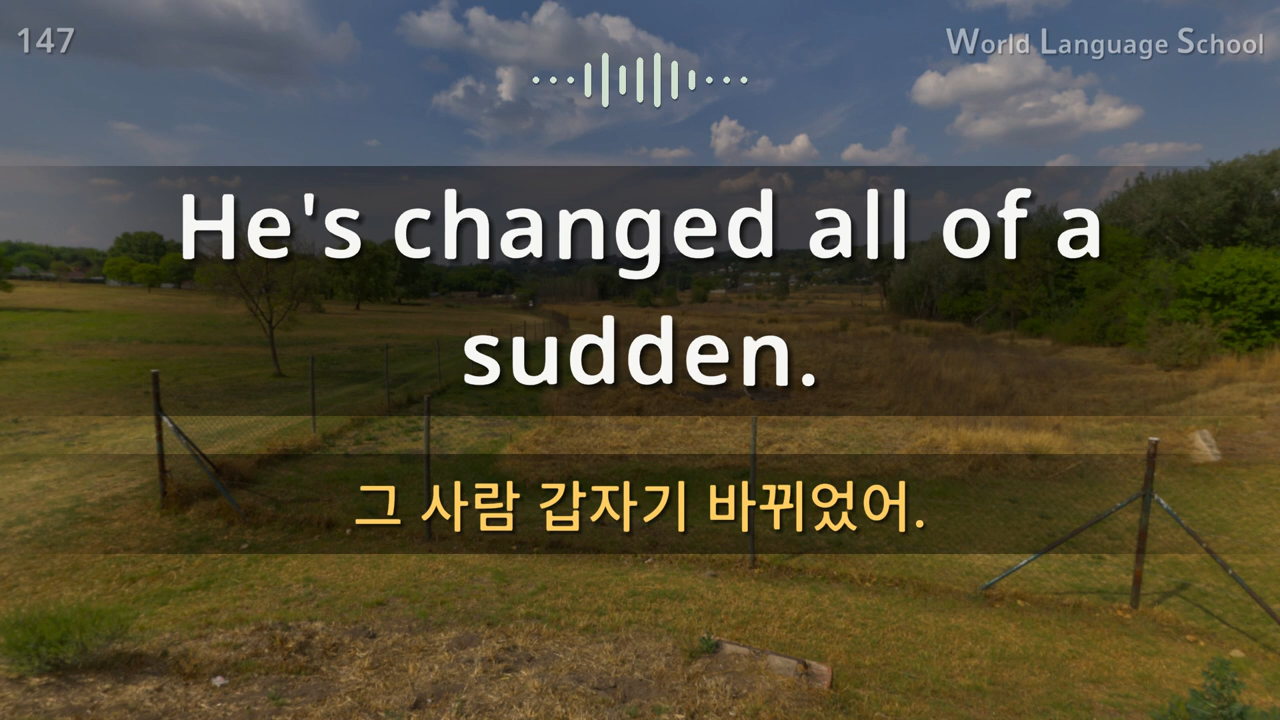 147
World Language School
He's changed all of a
sudden.
그 사람 갑자기 바뀌었어.